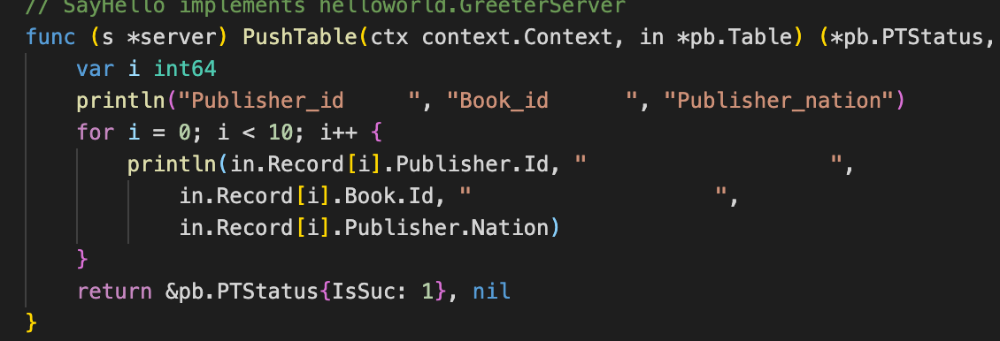 // SayHello implements helloworld.GreeterServer
func (s *server) PushTable(ctx context.Context, in *pb.Table) (*pb.PTStatus,
    var i int64
    println("Publisher_id     ", "Book_id      ", "Publisher_nation")
    for i = 0; i < 10; i++ {
        println(in.Record[i].Publisher.Id, "                   ",
            in.Record[i].Book.Id, "                   ",
            in.Record[i].Publisher.Nation)
    }
    return &pb.PTStatus{IsSuc: 1}, nil
}